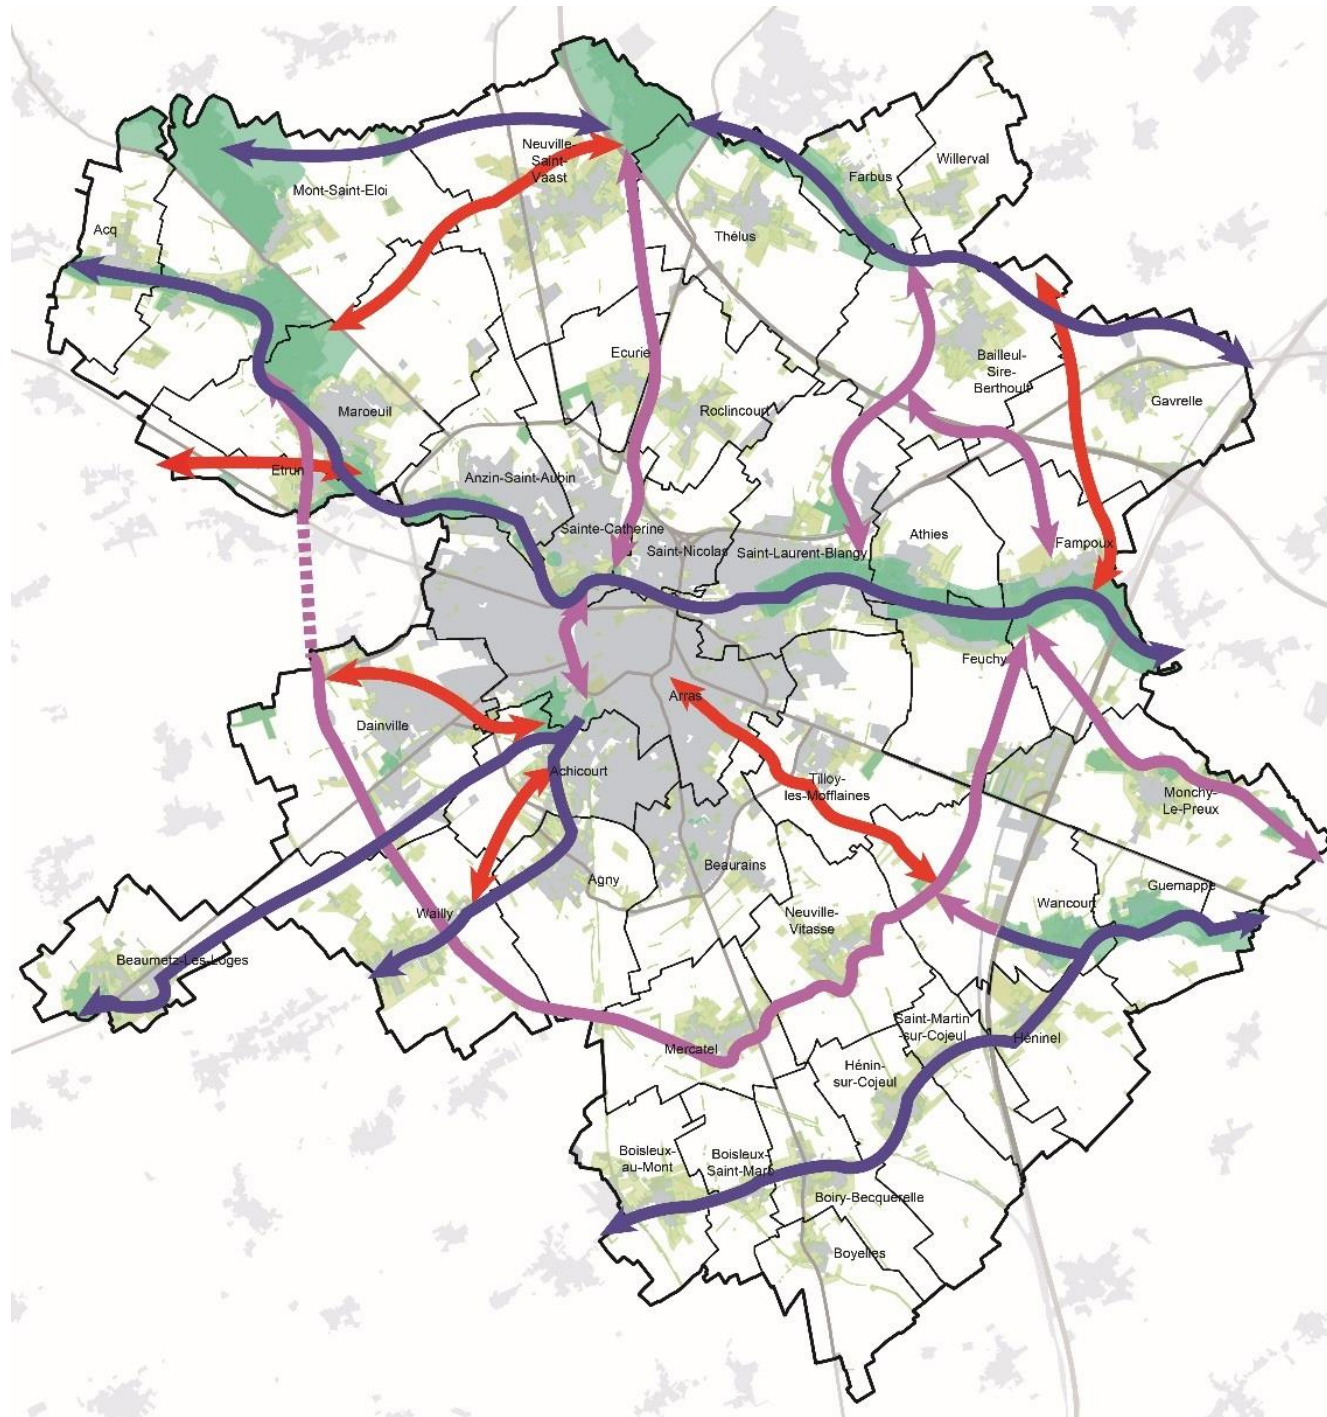 Neuville-
Saint-
Vaast
Willerval
Farbus
Mont-Saint-Eloi
Acq
Thélus
Ecurie
Bailleul-
Sire-
Berthoult
Gavrelle
Maroeuil
Roclincourt
Etrun
Anzin-Saint-Aubin
Sainte-Catherine
Saint-Nicolas
Saint-Laurent-Blangy
Athies
Fampoux
Feuchy
Arras
Dainville
Achicourt
Tilloy-
les-Mofflaines
Monchy-
Le-Preux
Beaurains
Agny
Guemappe
Wancourt
Wailly
Neuville-
Vitasse
Beaumetz-Les-Loges
Saint-Martin
-sur-Cojeul
Héninel
Mercatel
Hénin-
sur-Cojeul
Boisleux-
au-Mont
Boisleux-
Saint-Marc
Boiry-Becquerelle
Boyelles